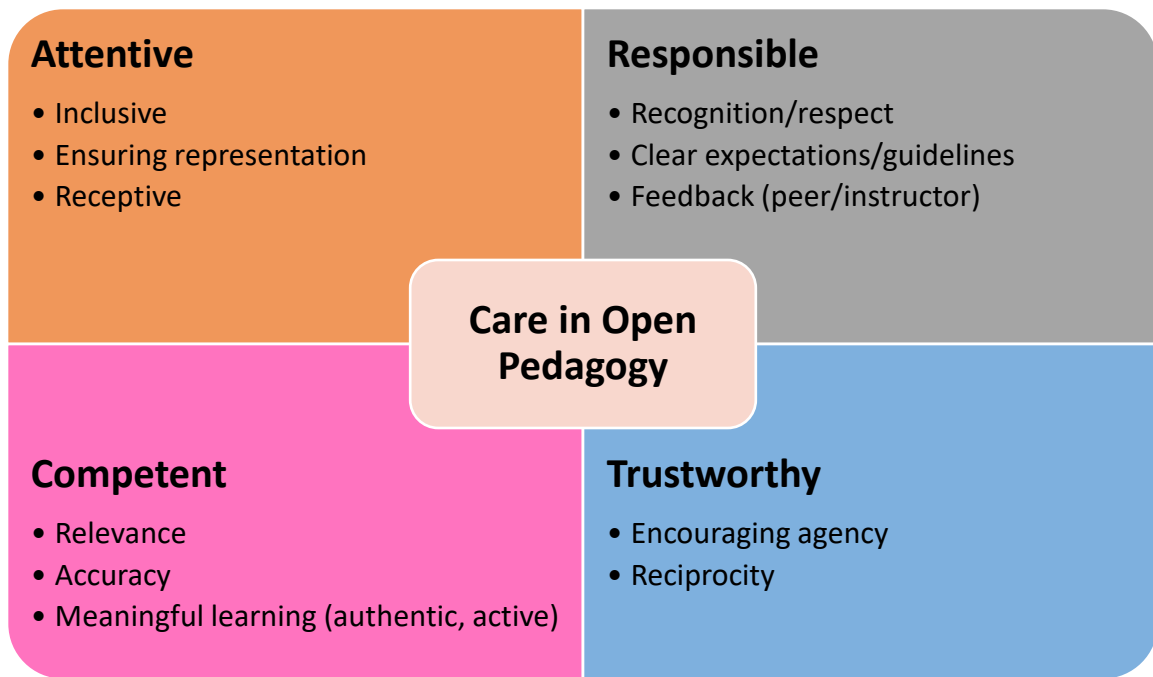 Attentive
• Inclusive
• Ensuring representation
• Receptive
Responsible
• Recognition/respect
• Clear expectations/guidelines
• Feedback (peer/instructor)
Care in Open
Pedagogy
Competent
• Relevance
• Accuracy
• Meaningful learning (authentic, active)
Trustworthy
• Encouraging agency
• Reciprocity